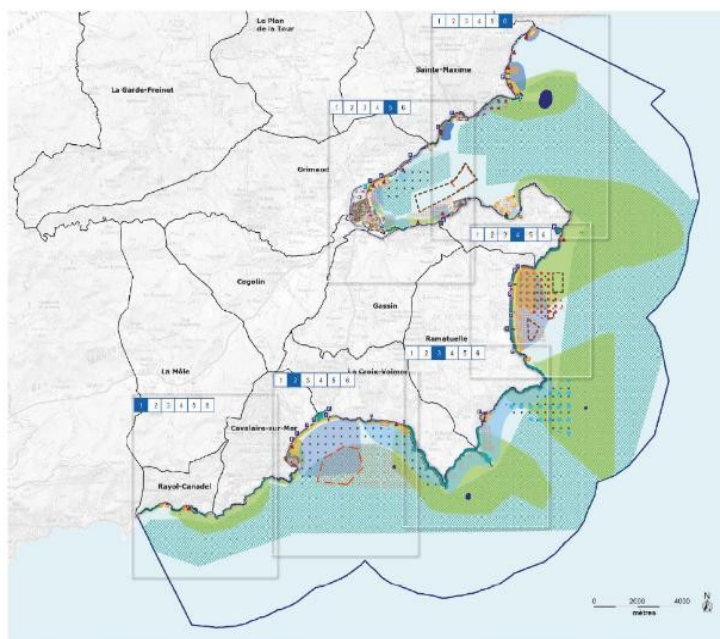 1 2 3 4 5 6
Le Plan
de la Tour
Sainte-Maxime
La Garde-Freinet
1 2 3 4 5 6
Grimaud
1 2 3 4 5 6
Cogolin
Gassin
Ramatuelle
1 2 3 4 5 6
La Môle
1 2 3 4 5 6
La Croix-Valmer
1 2 3 4 5 6
Cavalaire-sur-Mer
Rayol-Canadel
0 2000 4000
mètres
N